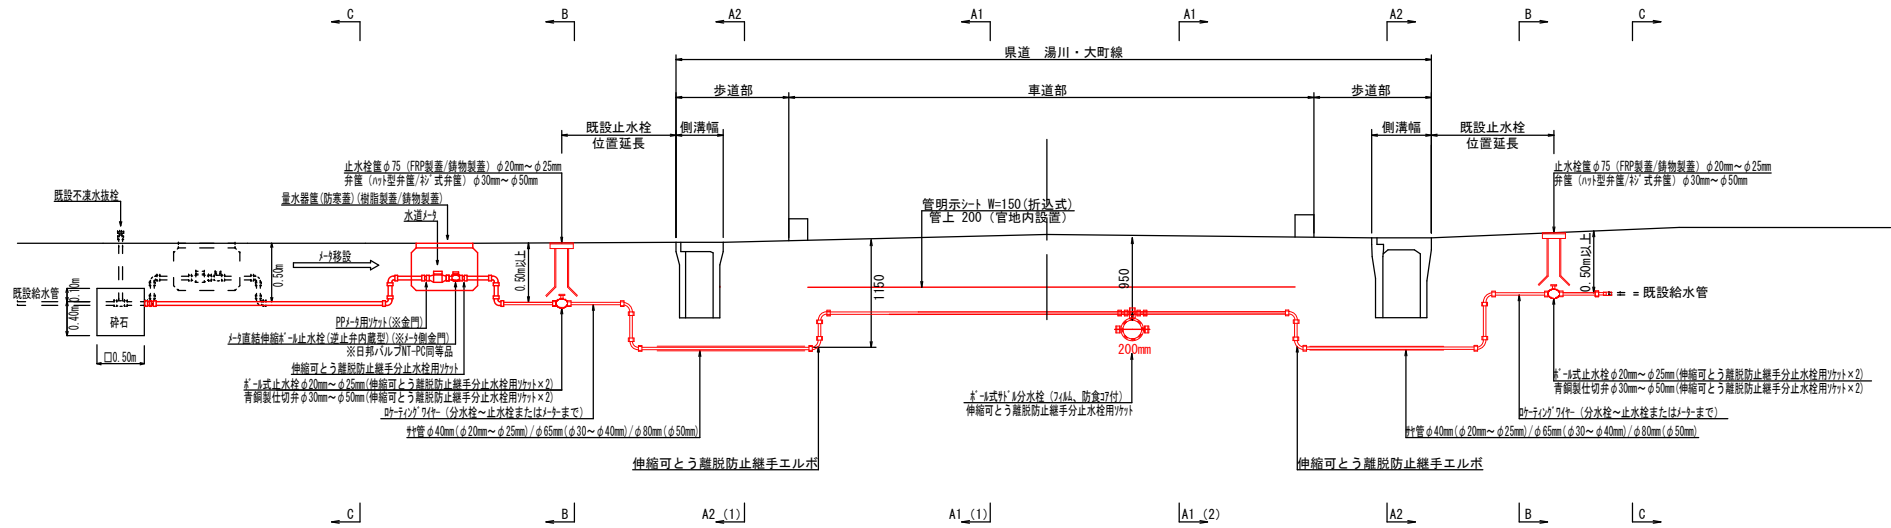 C
B
A2
A1
A1
A2
B
C
県道　湯川・大町線
歩道部
車道部
歩道部
既設止水栓
位置延長
側溝幅
側溝幅
既設止水栓
位置延長
止水栓筐φ75 (FRP製蓋/鋳物製蓋) φ20mm～φ25mm
弁筐 (ハット型弁筐/ネジ式弁筐) φ30mm～φ50mm
止水栓筐φ75 (FRP製蓋/鋳物製蓋) φ20mm～φ25mm
弁筐 (ハット型弁筐/ネジ式弁筐) φ30mm～φ50mm
既設不凍水抜栓
量水器筐(防寒蓋)(樹脂製蓋/鋳物製蓋)
水道メータ
管明示シート W=150(折込式)
管上 200 (官地内設置)
メータ移設
0.50m
0.50m以上
1150
950
0.50m以上
既設給水管
0.10m
0.40m
砕石
□0.50m
既設給水管
PPメータ用ソケット(※金門)
メータ直結伸縮ボール止水栓(逆止弁内蔵型)(※メータ側金門)
※日邦バルブNT-PC同等品
伸縮可とう離脱防止継手分止水栓用ソケット
ボール式止水栓φ20mm～φ25mm(伸縮可とう離脱防止継手分止水栓用ソケット×2)
青銅製仕切弁φ30mm～φ50mm(伸縮可とう離脱防止継手分止水栓用ソケット×2)
ロケーティングワイヤー (分水栓～止水栓またはメーターまで)
サヤ管φ40mm(φ20mm～φ25mm)/φ65mm(φ30～φ40mm)/φ80mm(φ50mm)
伸縮可とう離脱防止継手エルボ
200mm
ボール式サドル分水栓 (フィルム、防食コア付)
伸縮可とう離脱防止継手分止水栓用ソケット
ボール式止水栓φ20mm～φ25mm(伸縮可とう離脱防止継手分止水栓用ソケット×2)
青銅製仕切弁φ30mm～φ50mm(伸縮可とう離脱防止継手分止水栓用ソケット×2)
ロケーティングワイヤー (分水栓～止水栓またはメーターまで)
サヤ管φ40mm(φ20mm～φ25mm)/φ65mm(φ30～φ40mm)/φ80mm(φ50mm)
伸縮可とう離脱防止継手エルボ
C
B
A2 (1)
A1 (1)
A1 (2)
A2
B
C